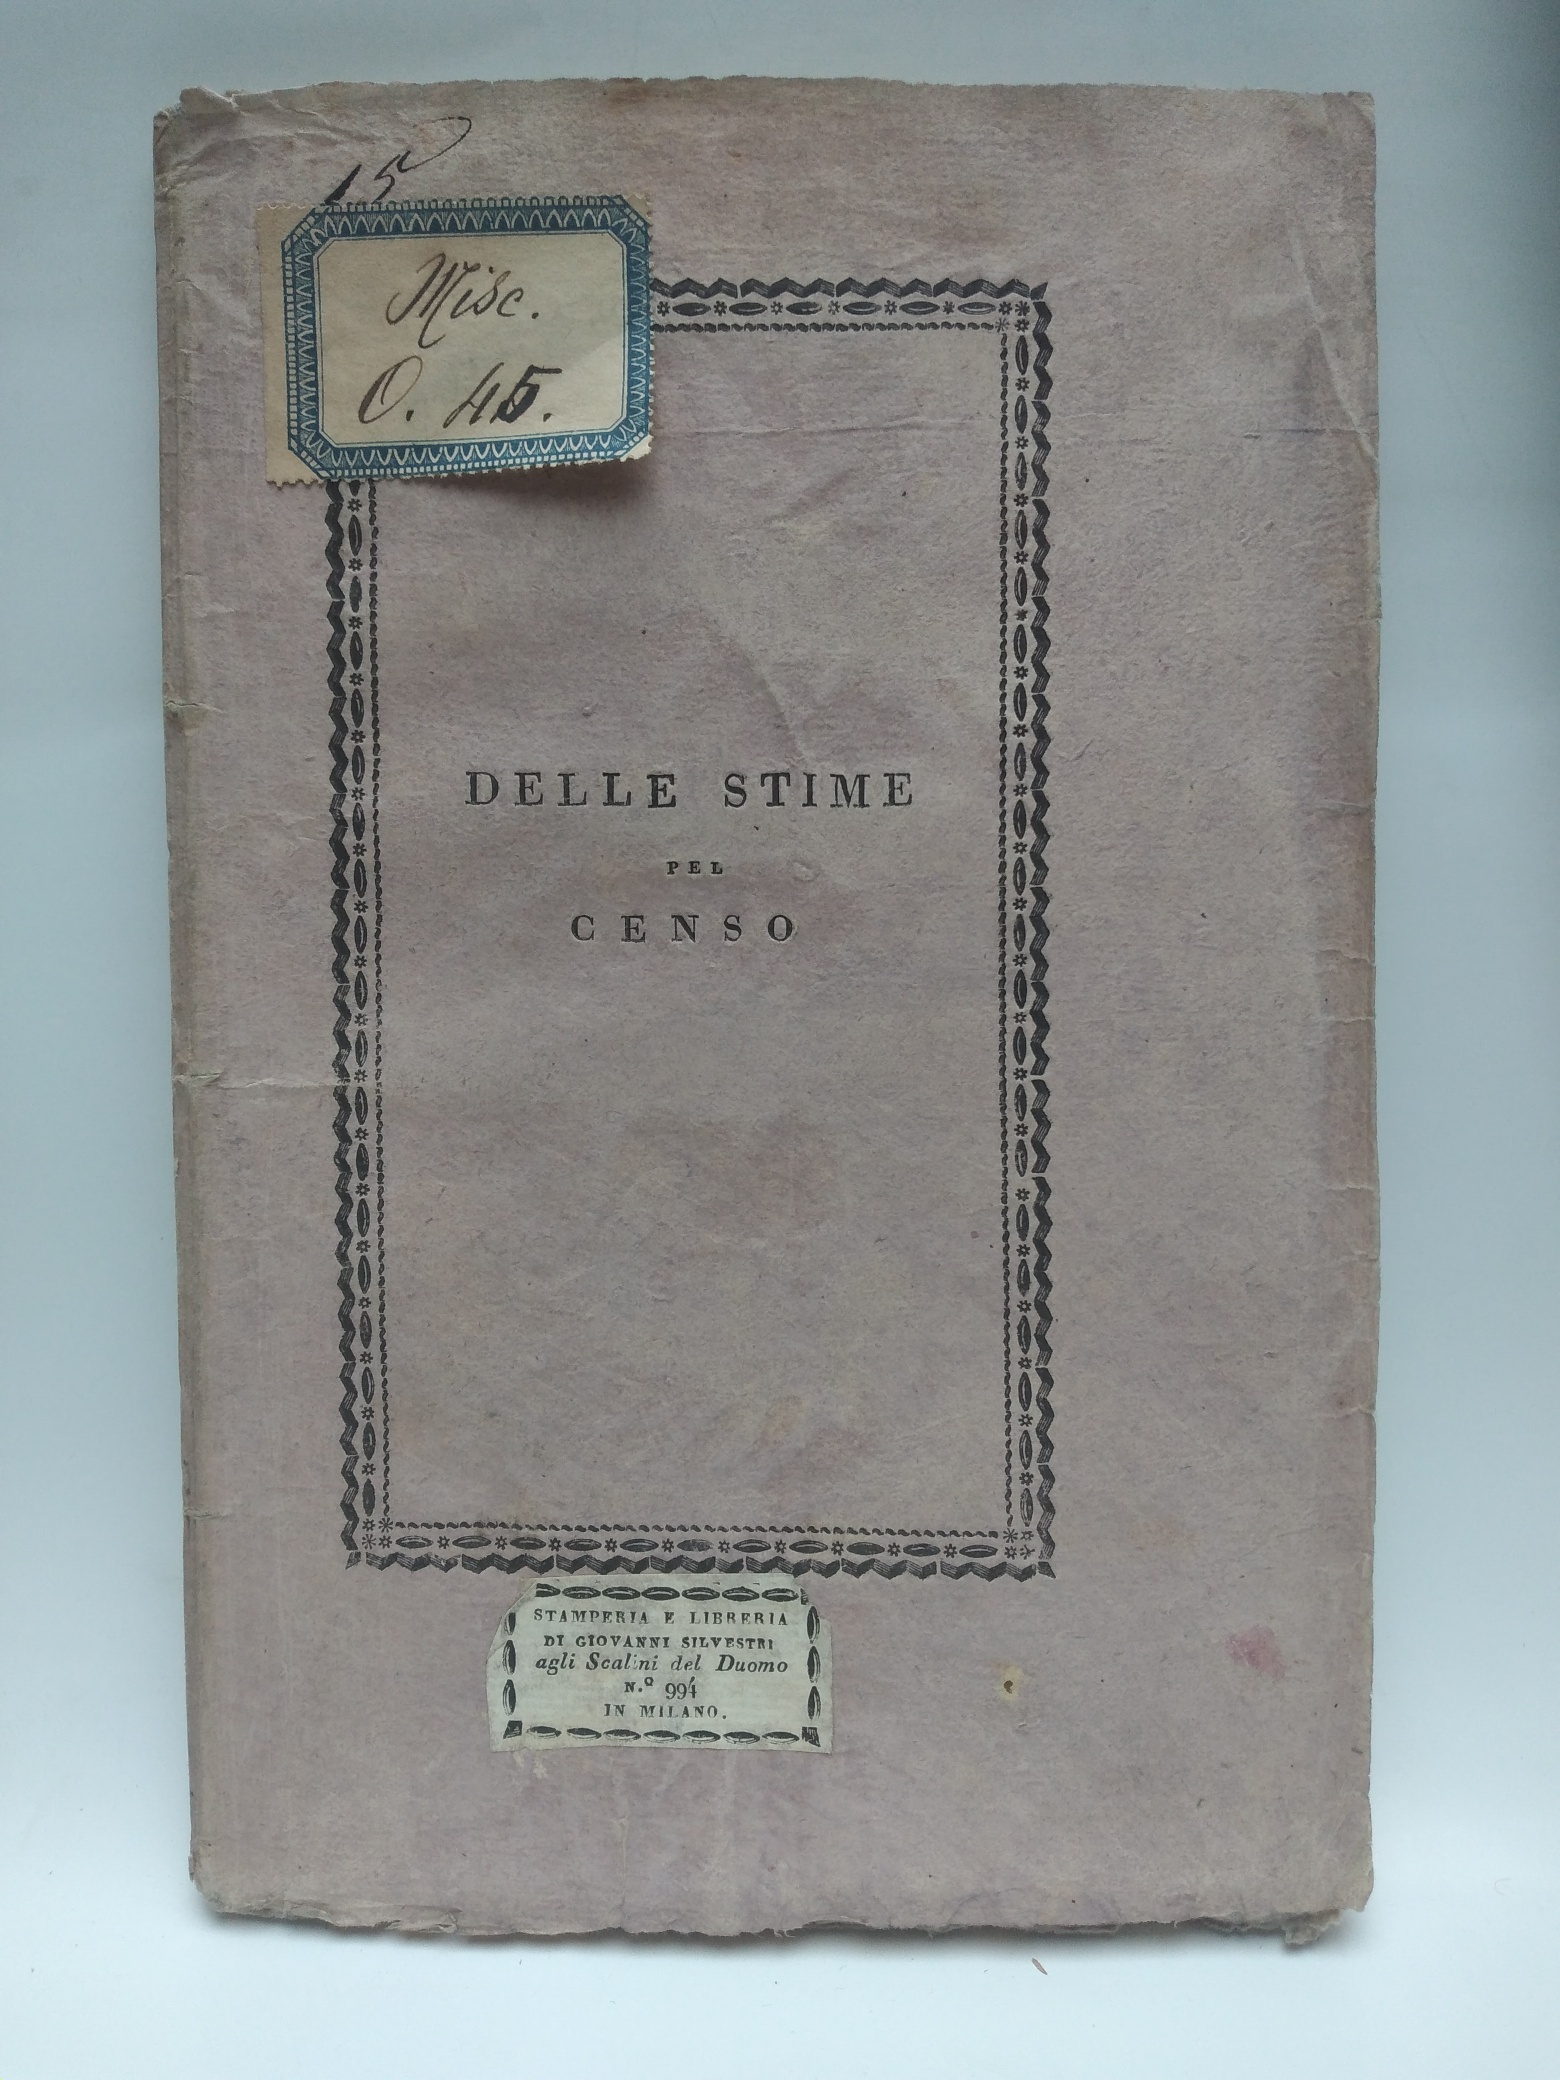 15
Misc.
O. 45.
DELLE STIME
PEL
CENSO
STAMPERIA E LIBRERIA
DI GIOVANNI SILVESTRI
agli Scalini del Duomo
N.º 994
IN MILANO.